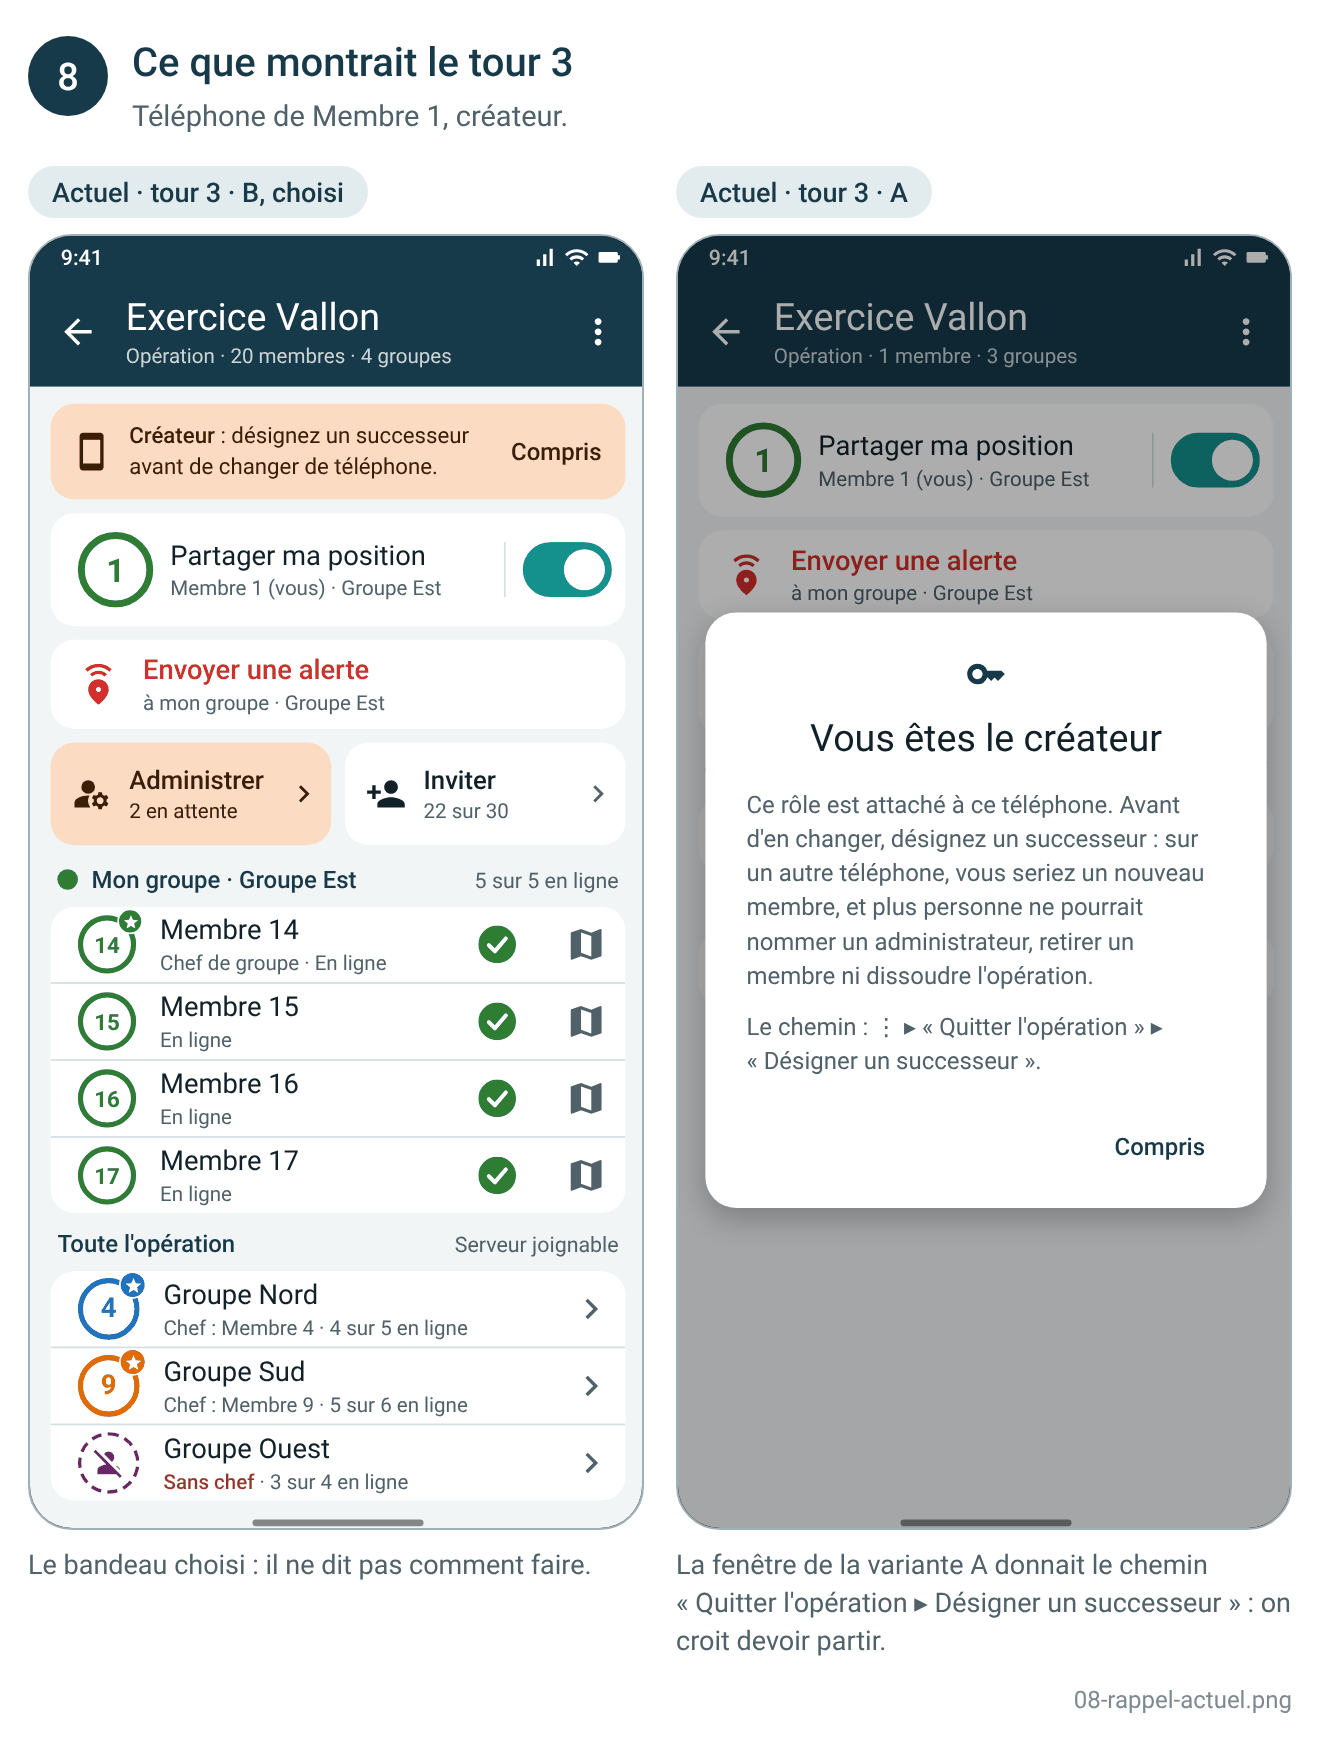 8
Ce que montrait le tour 3
Téléphone de Membre 1, créateur.
Actuel · tour 3 · B, choisi
9:41
Exercice Vallon
Opération · 20 membres · 4 groupes
Créateur : désignez un successeur
avant de changer de téléphone.
Compris
1
Partager ma position
Membre 1 (vous) · Groupe Est
Envoyer une alerte
à mon groupe · Groupe Est
Administrer
2 en attente
Inviter
22 sur 30
Mon groupe · Groupe Est
5 sur 5 en ligne
14
Membre 14
Chef de groupe · En ligne
15
Membre 15
En ligne
16
Membre 16
En ligne
17
Membre 17
En ligne
Toute l'opération
Serveur joignable
4
Groupe Nord
Chef : Membre 4 · 4 sur 5 en ligne
9
Groupe Sud
Chef : Membre 9 · 5 sur 6 en ligne
Groupe Ouest
Sans chef · 3 sur 4 en ligne
Le bandeau choisi : il ne dit pas comment faire.
Actuel · tour 3 · A
9:41
Exercice Vallon
Opération · 1 membre · 3 groupes
1
Partager ma position
Membre 1 (vous) · Groupe Est
Envoyer une alerte
à mon groupe · Groupe Est
Vous êtes le créateur
Ce rôle est attaché à ce téléphone. Avant
d'en changer, désignez un successeur : sur
un autre téléphone, vous seriez un nouveau
membre, et plus personne ne pourrait
nommer un administrateur, retirer un
membre ni dissoudre l'opération.
Le chemin : ⋮ ▸ « Quitter l'opération » ▸
« Désigner un successeur ».
Compris
La fenêtre de la variante A donnait le chemin
« Quitter l'opération ▸ Désigner un successeur » : on
croit devoir partir.
08-rappel-actuel.png